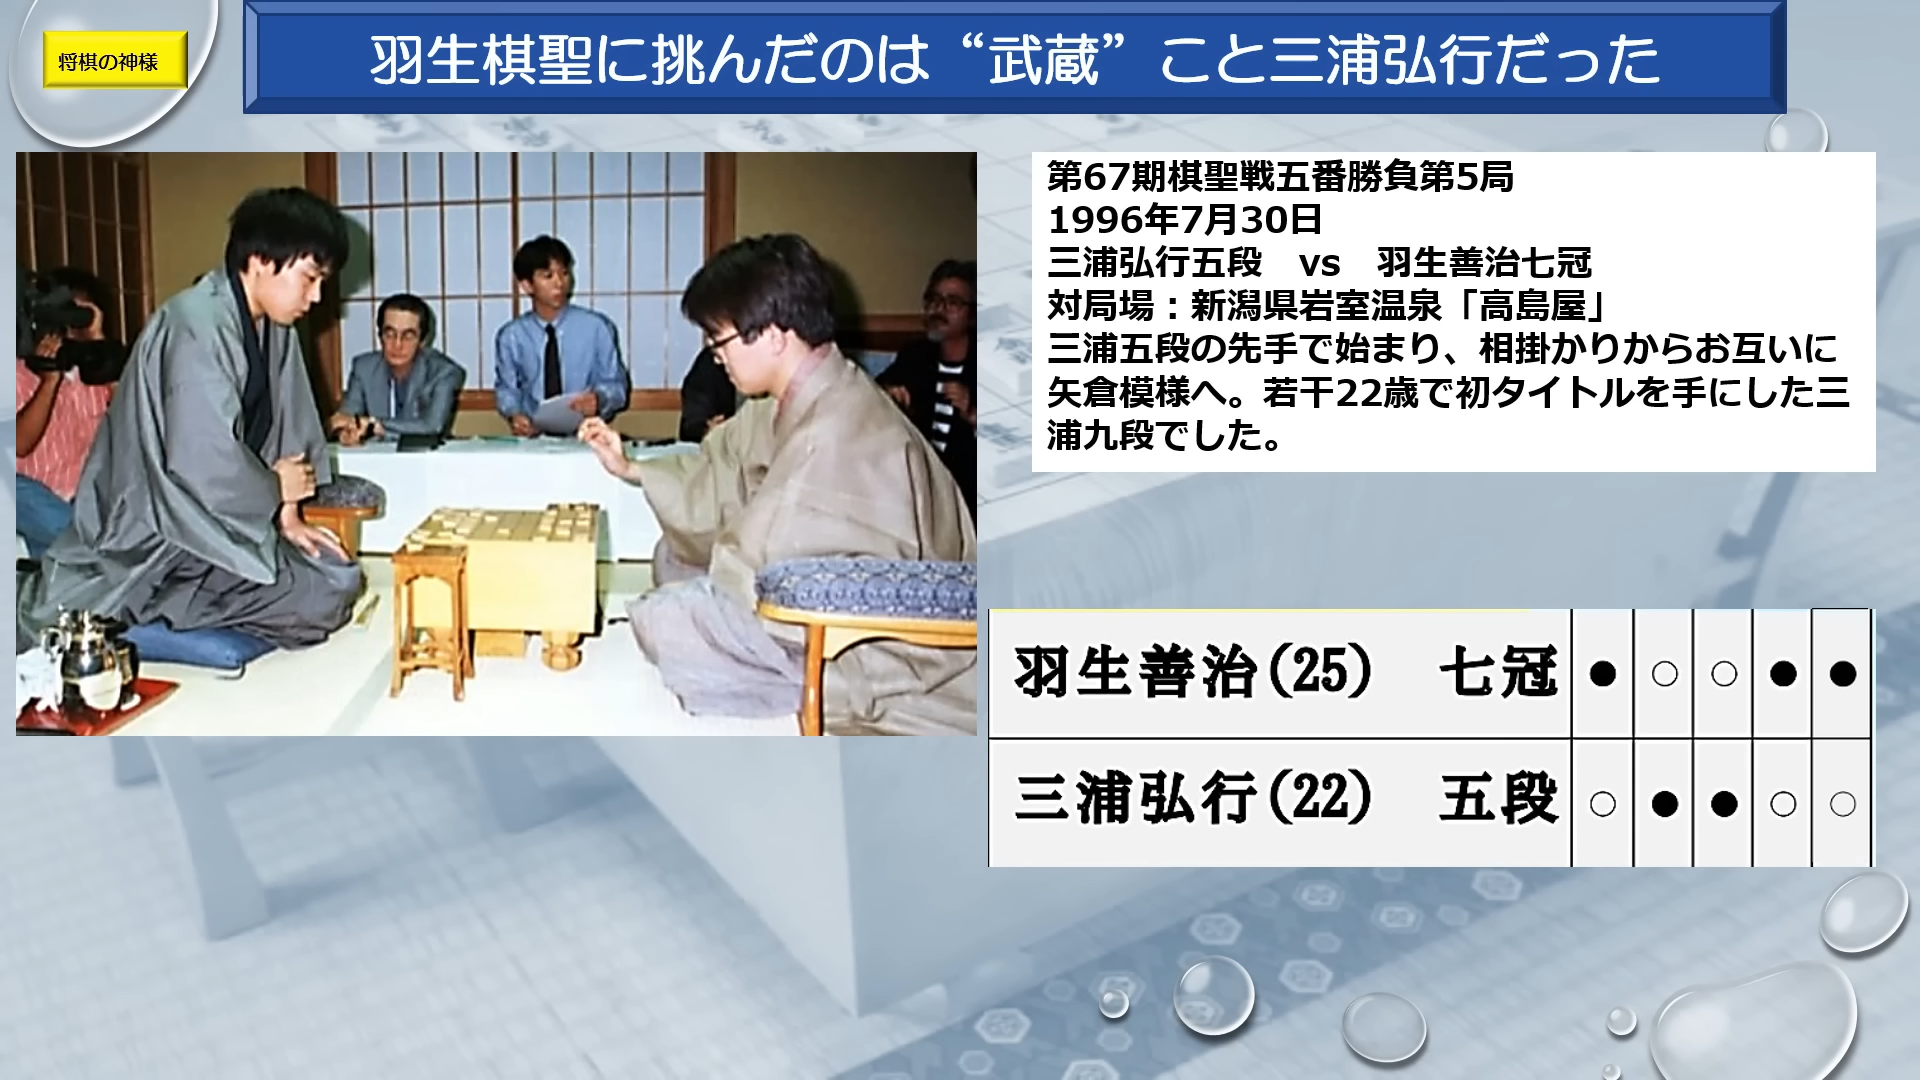 将棋の神様
羽生棋聖に挑んだのは“武蔵”こと三浦弘行だった
第67期棋聖戦五番勝負第5局
1996年7月30日
三浦弘行五段　vs　羽生善治七冠
対局場：新潟県岩室温泉「高島屋」
三浦五段の先手で始まり、相掛かりからお互いに
矢倉模様へ。若干22歳で初タイトルを手にした三
浦九段でした。
羽生善治(25)　七冠 ● ○ ○ ● ●
三浦弘行(22)　五段 ○ ● ● ○ ○